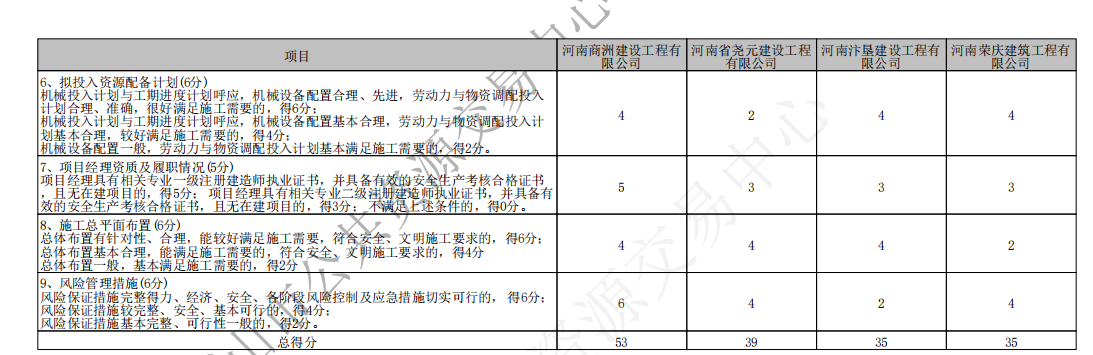 项目
河南商洲建设工程有
限公司
河南省尧元建设工程
有限公司
河南汴垦建设工程有
限公司
河南荣庆建筑工程有
限公司
6、拟投入资源配备计划(6分)
机械投入计划与工期进度计划呼应，机械设备配置合理、先进，劳动力与物资调配投入
计划合理、准确，很好满足施工需要的，得6分；
机械投入计划与工期进度计划呼应，机械设备配置基本合理，劳动力与物资调配投入计
划基本合理，较好满足施工需要的，得4分；
机械设备配置一般，劳动力与物资调配投入计划基本满足施工需要的，得2分。
4
2
4
4
7、项目经理资质及履职情况(5分)
项目经理具有相关专业一级注册建造师执业证书，并具备有效的安全生产考核合格证书
，且无在建项目的，得5分； 项目经理具有相关专业二级注册建造师执业证书，并具备有
效的安全生产考核合格证书，且无在建项目的，得3分； 不满足上述条件的，得0分。
5
3
3
3
8、施工总平面布置(6分)
总体布置有针对性、合理，能较好满足施工需要，符合安全、文明施工要求的，得6分；
总体布置基本合理，能满足施工需要的，符合安全、文明施工要求的，得4分
总体布置一般，基本满足施工需要的，得2分
4
4
4
2
9、风险管理措施(6分)
风险保证措施完整得力、经济、安全、各阶段风险控制及应急措施切实可行的， 得6分；
风险保证措施较完整、安全、基本可行的，得4分；
风险保证措施基本完整、可行性一般的，得2分。
6
4
2
4
总得分
53
39
35
35
山市公共资源交易中心
资源交易中心